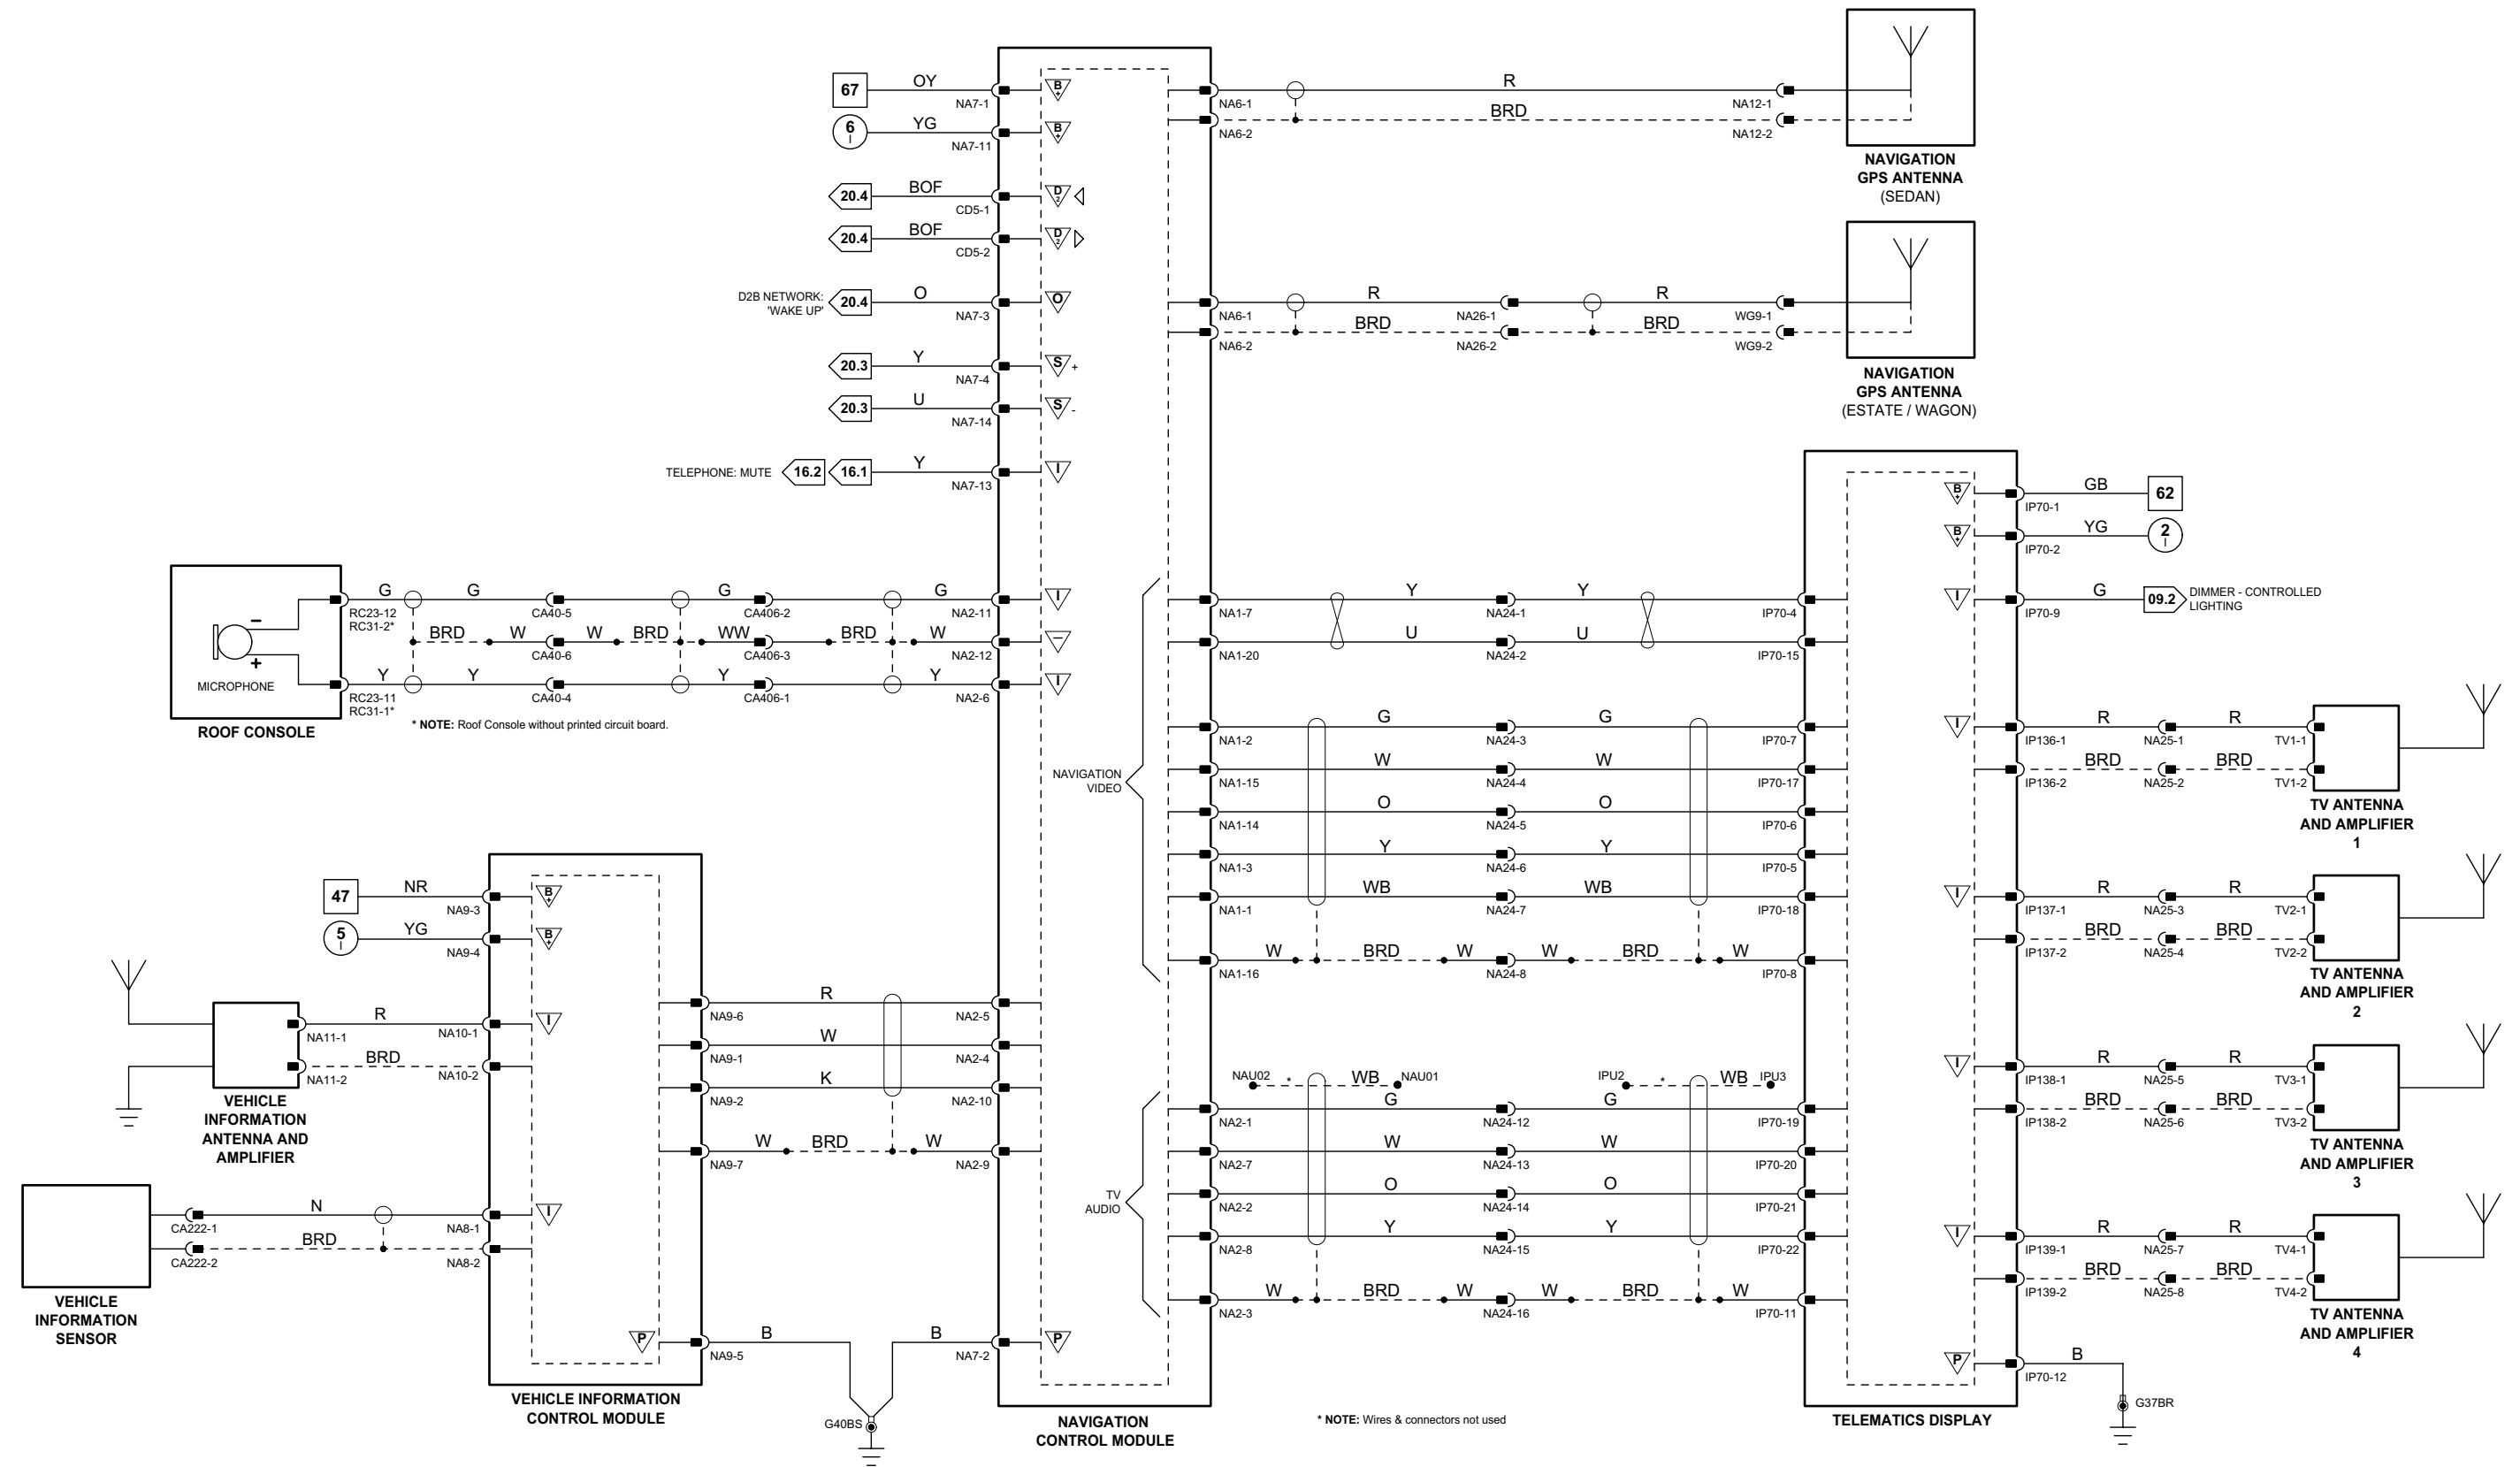 67
OY
NA7-1
B
+
6
I
YG
NA7-11
B
+
20.4
BOF
CD5-1
D
2
20.4
BOF
CD5-2
D
2
D2B NETWORK:
'WAKE UP'
20.4
O
NA7-3
O
20.3
Y
NA7-4
S
+
20.3
U
NA7-14
S
-
TELEPHONE: MUTE
16.2
16.1
Y
NA7-13
I
NA6-1
R
NA12-1
NA6-2
BRD
NA12-2
NAVIGATION
GPS ANTENNA
(SEDAN)
NA6-1
R
NA26-1
R
WG9-1
NA6-2
BRD
NA26-2
BRD
WG9-2
NAVIGATION
GPS ANTENNA
(ESTATE / WAGON)
B
+
IP70-1
GB
62
B
+
IP70-2
YG
2
I
I
IP70-9
G
09.2
DIMMER - CONTROLLED
LIGHTING
G
G
G
G
RC23-12
RC31-2*
CA40-5
CA406-2
NA2-11
I
BRD
W
W
BRD
WW
BRD
W
CA40-6
CA406-3
NA2-12
Y
Y
Y
Y
RC23-11
RC31-1*
CA40-4
CA406-1
NA2-6
I
−
+
MICROPHONE
ROOF CONSOLE
* NOTE: Roof Console without printed circuit board.
NAVIGATION
VIDEO
NA1-7
Y
NA24-1
Y
IP70-4
NA1-20
U
NA24-2
U
IP70-15
NA1-2
G
NA24-3
G
IP70-7
NA1-15
W
NA24-4
W
IP70-17
NA1-14
O
NA24-5
O
IP70-6
NA1-3
Y
NA24-6
Y
IP70-5
NA1-1
WB
NA24-7
WB
IP70-18
NA1-16
W
BRD
W
NA24-8
W
BRD
W
IP70-8
I
IP136-1
R
NA25-1
R
TV1-1
IP136-2
BRD
NA25-2
BRD
TV1-2
TV ANTENNA
AND AMPLIFIER
1
I
IP137-1
R
NA25-3
R
TV2-1
IP137-2
BRD
NA25-4
BRD
TV2-2
TV ANTENNA
AND AMPLIFIER
2
I
IP138-1
R
NA25-5
R
TV3-1
IP138-2
BRD
NA25-6
BRD
TV3-2
TV ANTENNA
AND AMPLIFIER
3
I
IP139-1
R
NA25-7
R
TV4-1
IP139-2
BRD
NA25-8
BRD
TV4-2
TV ANTENNA
AND AMPLIFIER
4
47
NR
NA9-3
B
+
5
I
YG
NA9-4
B
+
NA11-1
R
NA10-1
I
NA11-2
BRD
NA10-2
VEHICLE
INFORMATION
ANTENNA AND
AMPLIFIER
CA222-1
N
NA8-1
I
CA222-2
BRD
NA8-2
VEHICLE
INFORMATION
SENSOR
NA9-6
R
NA2-5
NA9-1
W
NA2-4
NA9-2
K
NA2-10
NA9-7
W
BRD
W
NA2-9
P
NA9-5
B
B
NA7-2
P
G40BS
VEHICLE INFORMATION
CONTROL MODULE
NAVIGATION
CONTROL MODULE
TV
AUDIO
NAU02
*
WB
NAU01
IPU2
*
WB
IPU3
NA2-1
G
NA24-12
G
IP70-19
NA2-7
W
NA24-13
W
IP70-20
NA2-2
O
NA24-14
O
IP70-21
NA2-8
Y
NA24-15
Y
IP70-22
NA2-3
W
BRD
W
NA24-16
W
BRD
W
IP70-11
P
IP70-12
B
G37BR
* NOTE: Wires & connectors not used
TELEMATICS DISPLAY